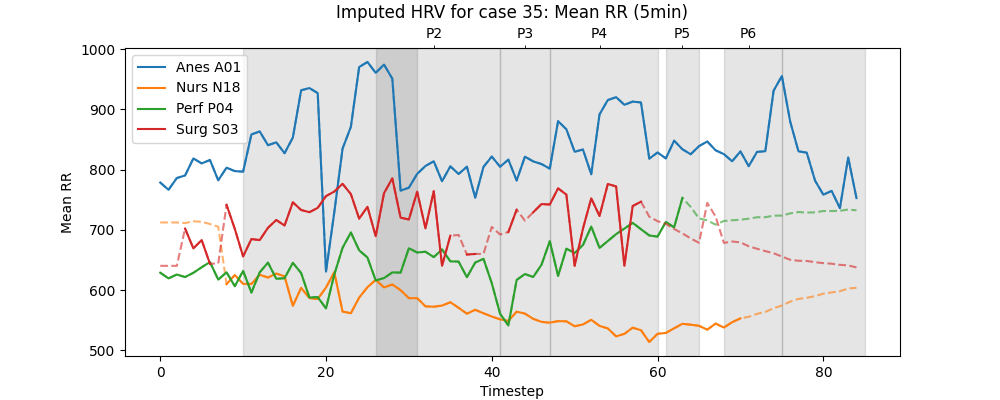 Imputed HRV for case 35: Mean RR (5min)
P2 P3 P4 P5 P6
1000
900
800
700
600
500
Mean RR
Anes A01
Nurs N18
Perf P04
Surg S03
0 20 40 60 80
Timestep